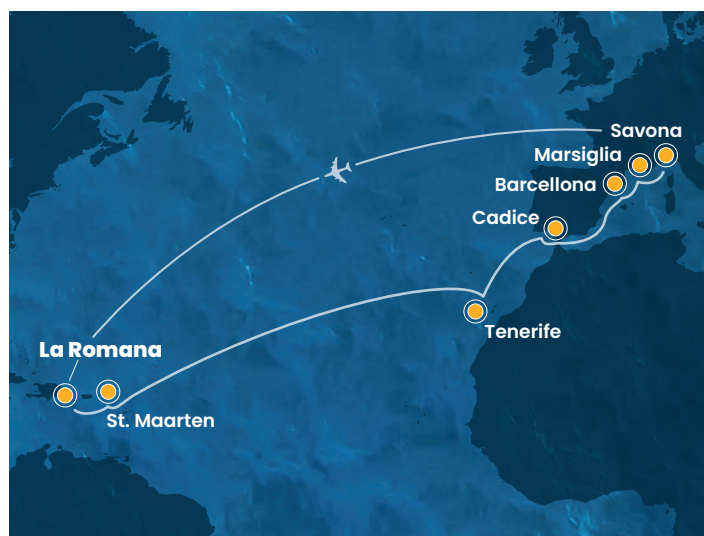 Savona
Marsiglia
Barcellona
Cadice
Tenerife
La Romana
St. Maarten